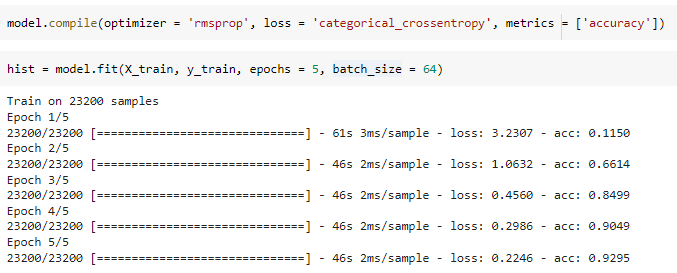 model.compile(optimizer = 'rmsprop', loss = 'categorical_crossentropy', metrics = ['accuracy'])
hist = model.fit(X_train, y_train, epochs = 5, batch_size = 64)
Train on 23200 samples
Epoch 1/5
23200/23200 [==============================] - 61s 3ms/sample - loss: 3.2307 - acc: 0.1150
Epoch 2/5
23200/23200 [==============================] - 46s 2ms/sample - loss: 1.0632 - acc: 0.6614
Epoch 3/5
23200/23200 [==============================] - 46s 2ms/sample - loss: 0.4560 - acc: 0.8499
Epoch 4/5
23200/23200 [==============================] - 46s 2ms/sample - loss: 0.2986 - acc: 0.9049
Epoch 5/5
23200/23200 [==============================] - 46s 2ms/sample - loss: 0.2246 - acc: 0.9295